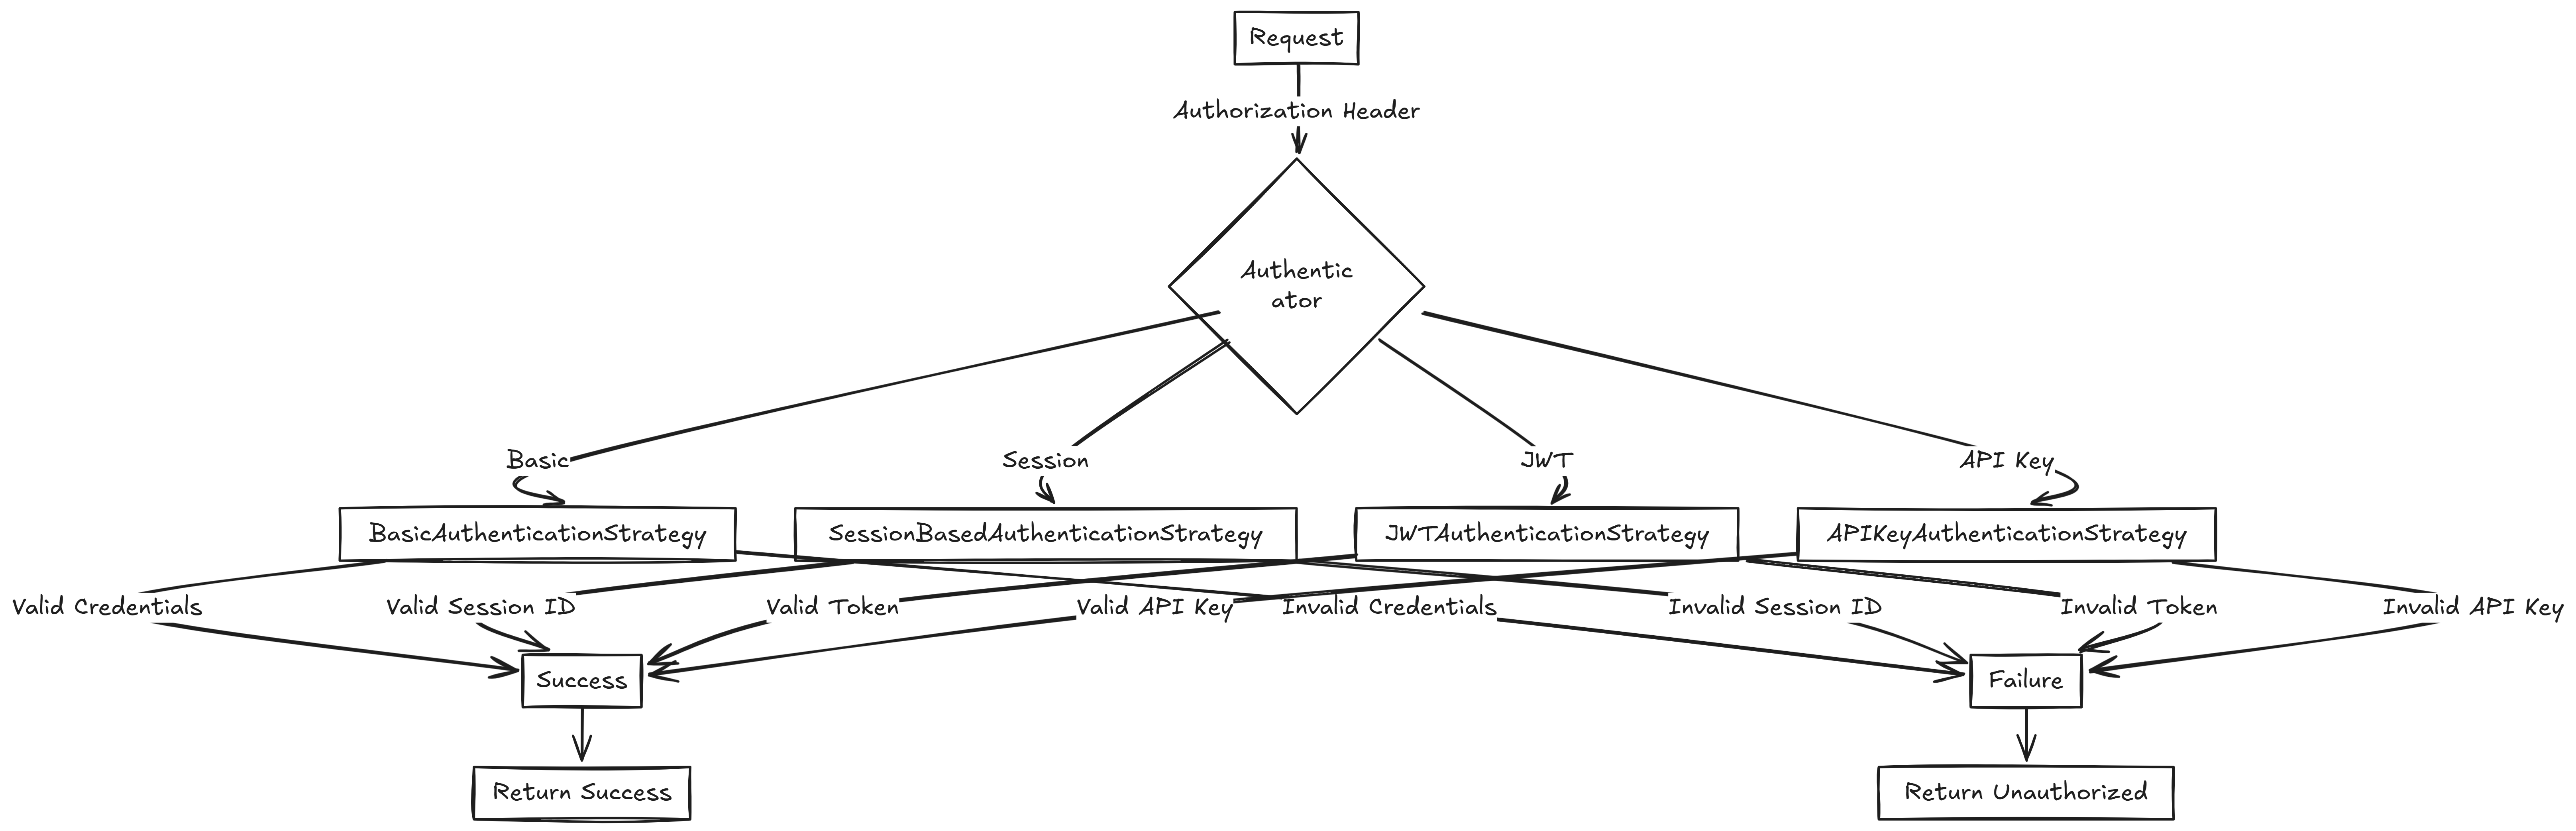 Request
Authorization Header
Authentic
ator
Basic
Session
JWT
API Key
BasicAuthenticationStrategy
SessionBasedAuthenticationStrategy
JWTAuthenticationStrategy
APIKeyAuthenticationStrategy
Valid Credentials
Valid Session ID
Valid Token
Valid API Key
Invalid Credentials
Invalid Session ID
Invalid Token
Invalid API Key
Success
Failure
Return Success
Return Unauthorized